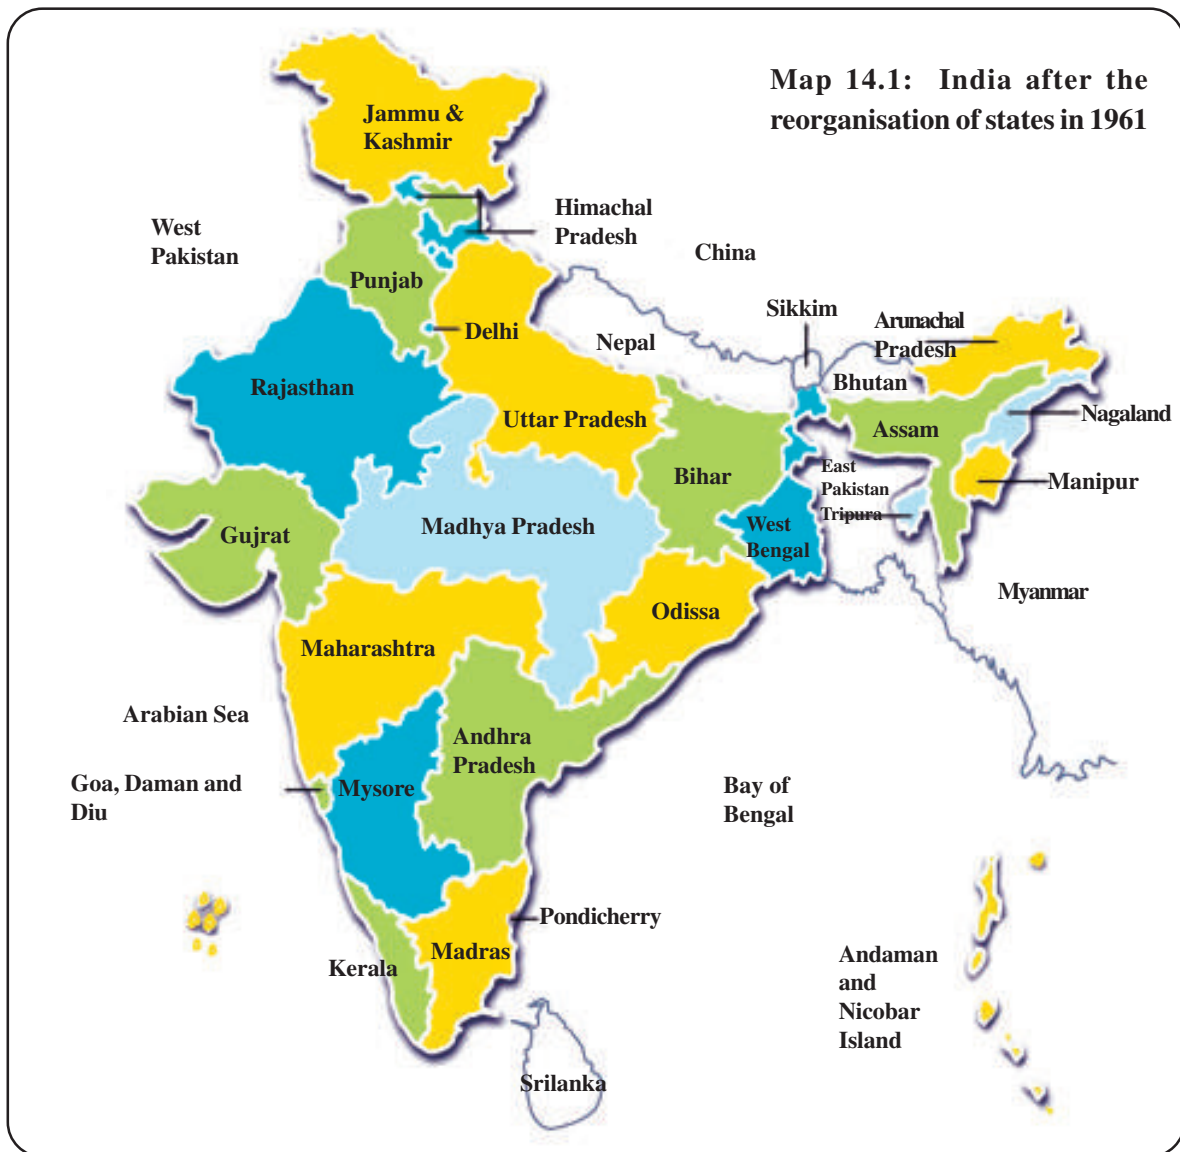 Map 14.1: India after the
reorganisation of states in 1961
Jammu &
Kashmir
West
Pakistan
Himachal
Pradesh
China
Punjab
Sikkim
Delhi
Nepal
Arunachal
Pradesh
Bhutan
Rajasthan
Uttar Pradesh
Nagaland
Assam
Bihar
East
Pakistan
Manipur
Tripura
Gujrat
Madhya Pradesh
West
Bengal
Myanmar
Odissa
Maharashtra
Arabian Sea
Andhra
Pradesh
Goa, Daman and
Diu
Mysore
Bay of
Bengal
Pondicherry
Madras
Kerala
Andaman
and
Nicobar
Island
Srilanka